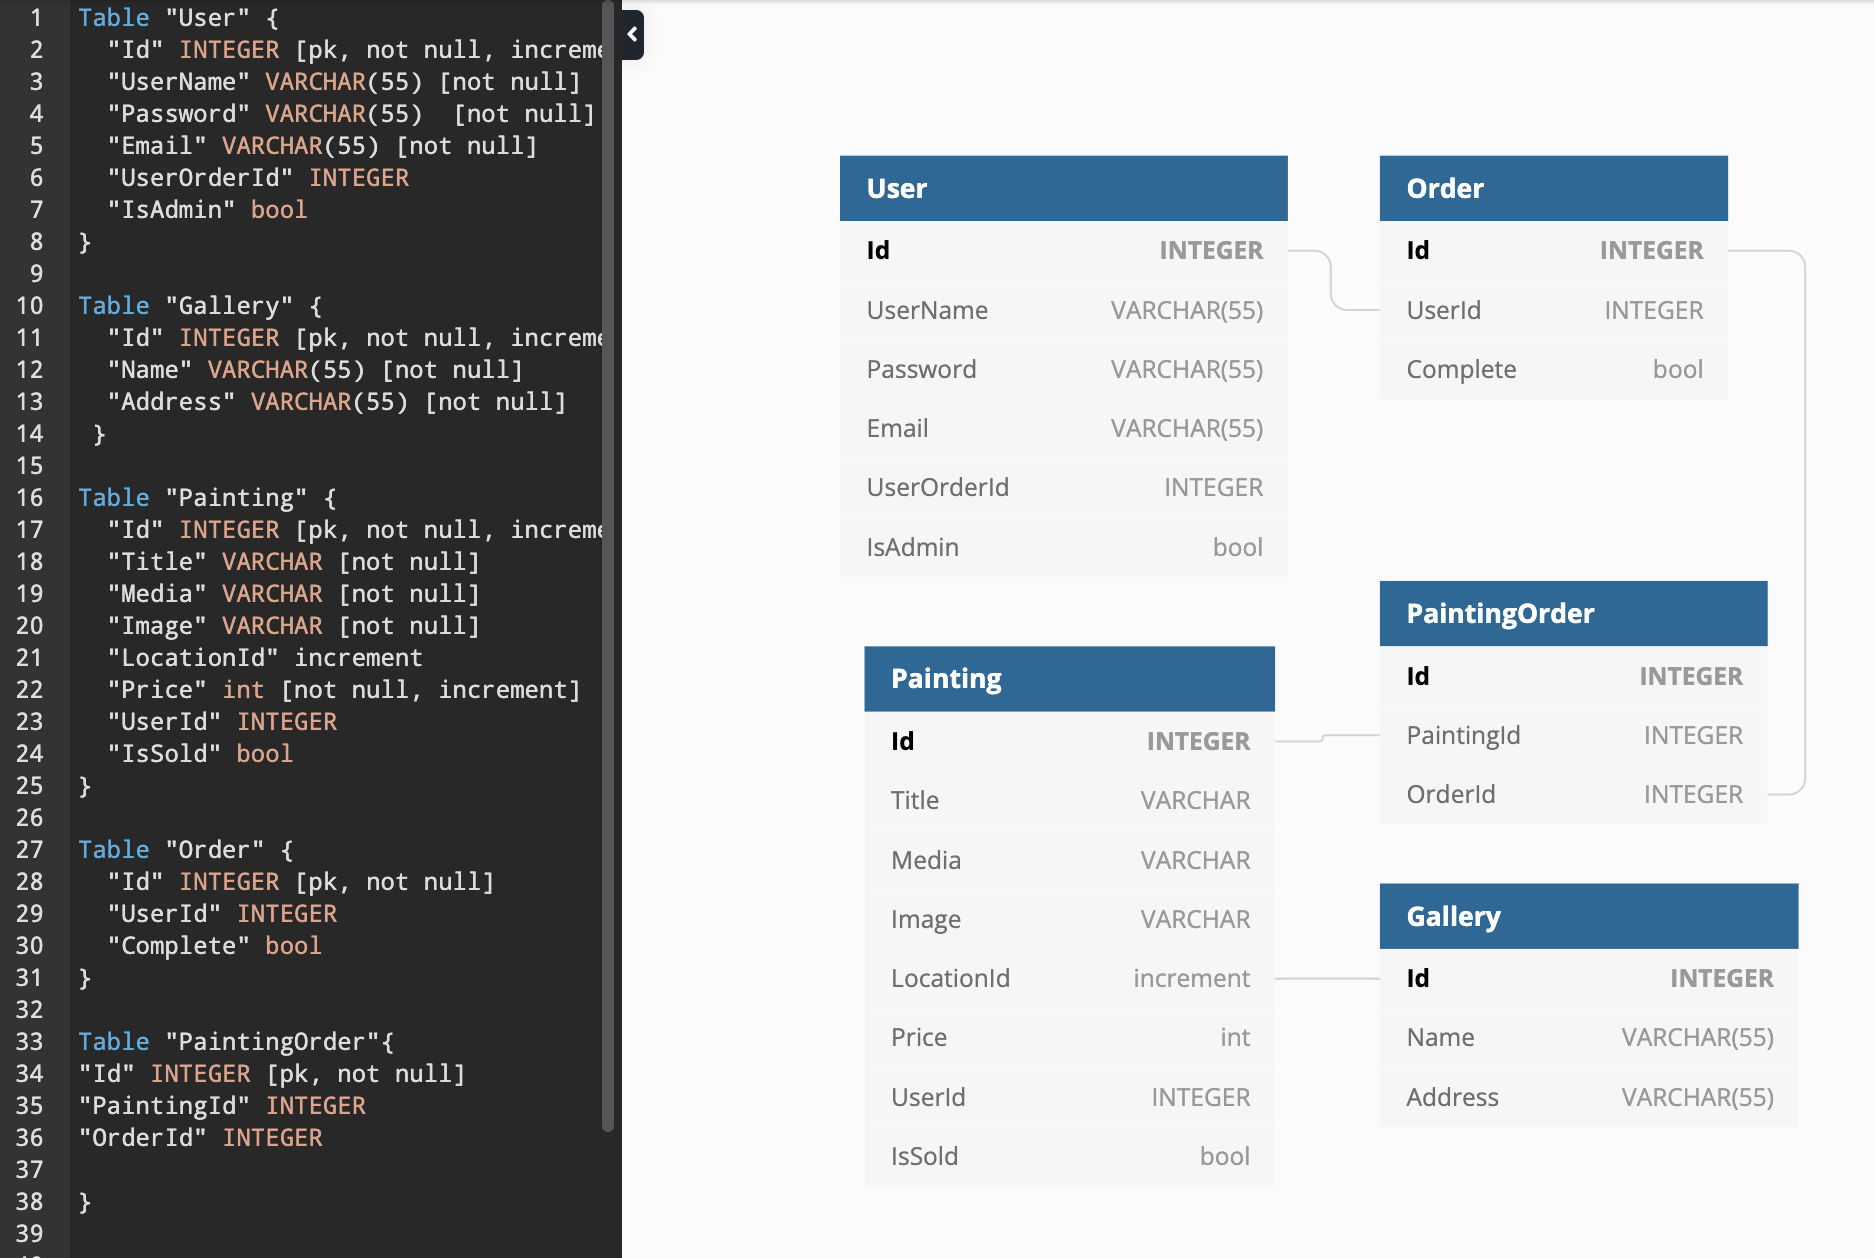 1 Table "User" {
2 "Id" INTEGER [pk, not null, increme
3 "UserName" VARCHAR(55) [not null]
4 "Password" VARCHAR(55)  [not null]
5 "Email" VARCHAR(55) [not null]
6 "UserOrderId" INTEGER
7 "IsAdmin" bool
8 }
9
10 Table "Gallery" {
11 "Id" INTEGER [pk, not null, increme
12 "Name" VARCHAR(55) [not null]
13 "Address" VARCHAR(55) [not null]
14 }
15
16 Table "Painting" {
17 "Id" INTEGER [pk, not null, increme
18 "Title" VARCHAR [not null]
19 "Media" VARCHAR [not null]
20 "Image" VARCHAR [not null]
21 "LocationId" increment
22 "Price" int [not null, increment]
23 "UserId" INTEGER
24 "IsSold" bool
25 }
26
27 Table "Order" {
28 "Id" INTEGER [pk, not null]
29 "UserId" INTEGER
30 "Complete" bool
31 }
32
33 Table "PaintingOrder"{
34 "Id" INTEGER [pk, not null]
35 "PaintingId" INTEGER
36 "OrderId" INTEGER
37
38 }
39
User
Id INTEGER
UserName VARCHAR(55)
Password VARCHAR(55)
Email VARCHAR(55)
UserOrderId INTEGER
IsAdmin bool
Order
Id INTEGER
UserId INTEGER
Complete bool
Painting
Id INTEGER
Title VARCHAR
Media VARCHAR
Image VARCHAR
LocationId increment
Price int
UserId INTEGER
IsSold bool
PaintingOrder
Id INTEGER
PaintingId INTEGER
OrderId INTEGER
Gallery
Id INTEGER
Name VARCHAR(55)
Address VARCHAR(55)